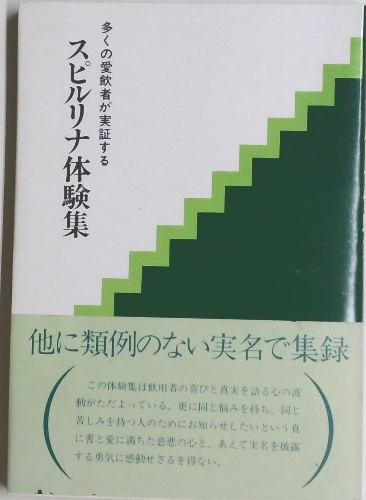 多くの愛飲者が実証する
スピルリナ体験集
他に類例のない実名で集録
この体験集は飲用者の喜びと真実を語る心の波
動がただよっている。更に同じ悩みを持ち、同じ
苦しみを持つ人のためにお知らせしたいという真
に善と愛に満ちた慈悲の心と、あえて実名を披露
する勇気に感動せざるを得ない。